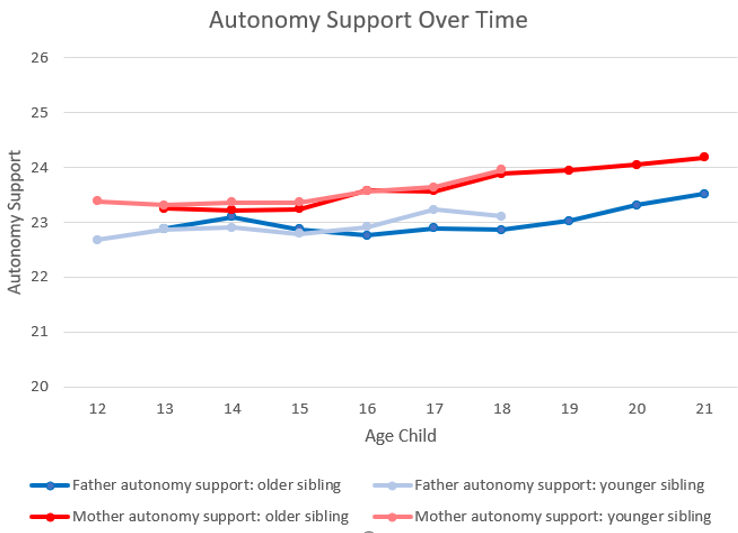 Autonomy Support Over Time
26
25
24
23
22
21
20
Autonomy Support
12 13 14 15 16 17 18 19 20 21
Age Child
Father autonomy support: older sibling Father autonomy support: younger sibling
Mother autonomy support: older sibling Mother autonomy support: younger sibling